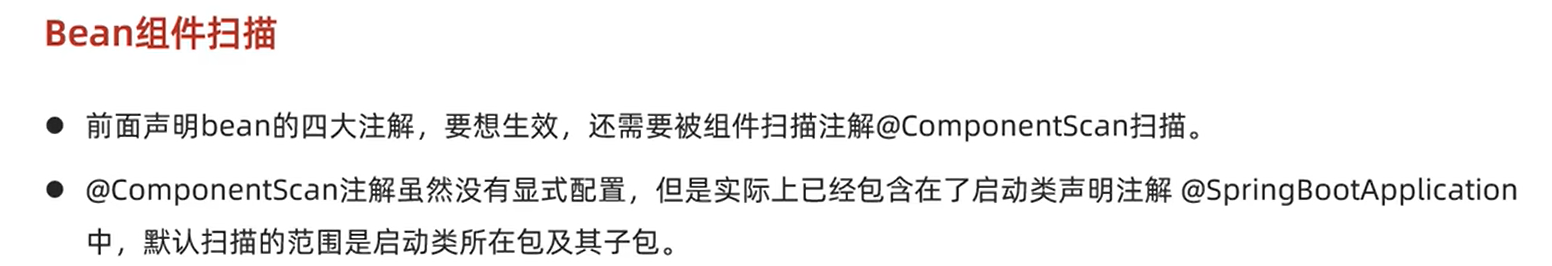 Bean组件扫描
● 前面声明bean的四大注解，要想生效，还需要被组件扫描注解@ComponentScan扫描。
● @ComponentScan注解虽然没有显式配置，但是实际上已经包含在了启动类声明注解 @SpringBootApplication
中，默认扫描的范围是启动类所在包及其子包。